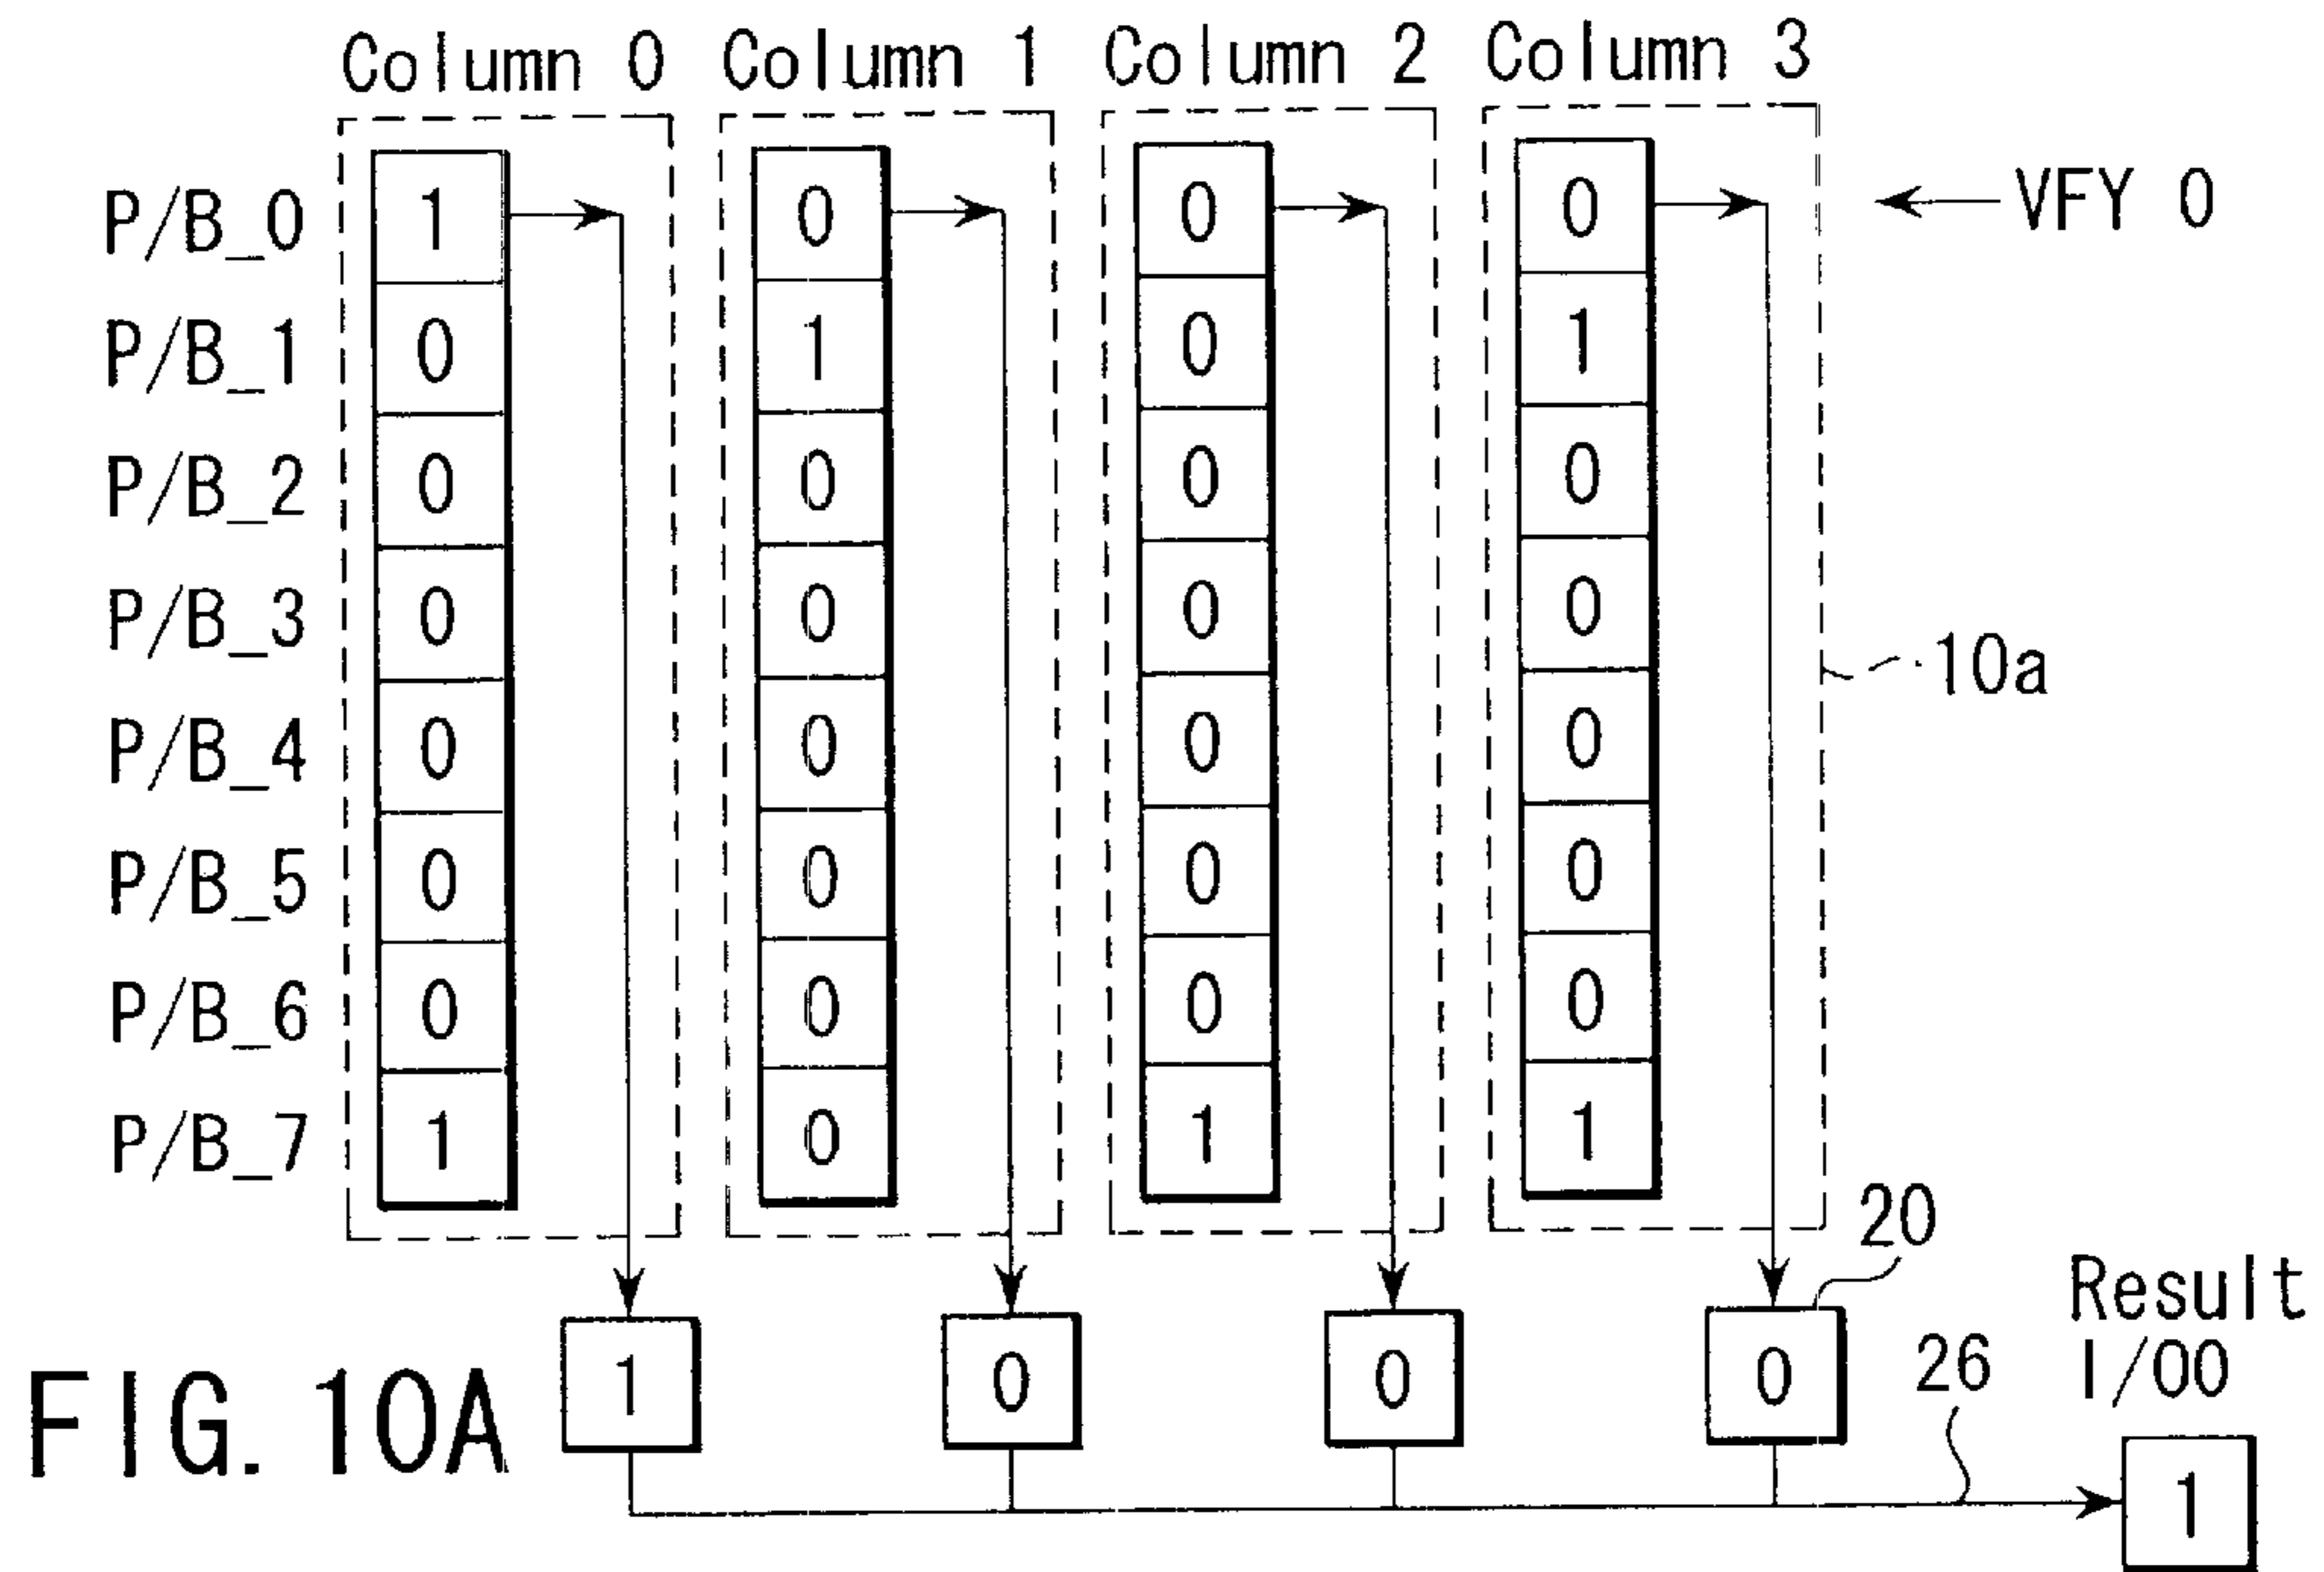 Column 0 Column 1 Column 2 Column 3
P/B_0 1 0 0 0 VFY 0
P/B_1 0 1 0 1
P/B_2 0 0 0 0
P/B_3 0 0 0 0
10a
P/B_4 0 0 0 0
P/B_5 0 0 0 0
P/B_6 0 0 0 0
P/B_7 1 0 1 1
20
Result
I/O0
1 0 0 0 26
FIG. 10A
1